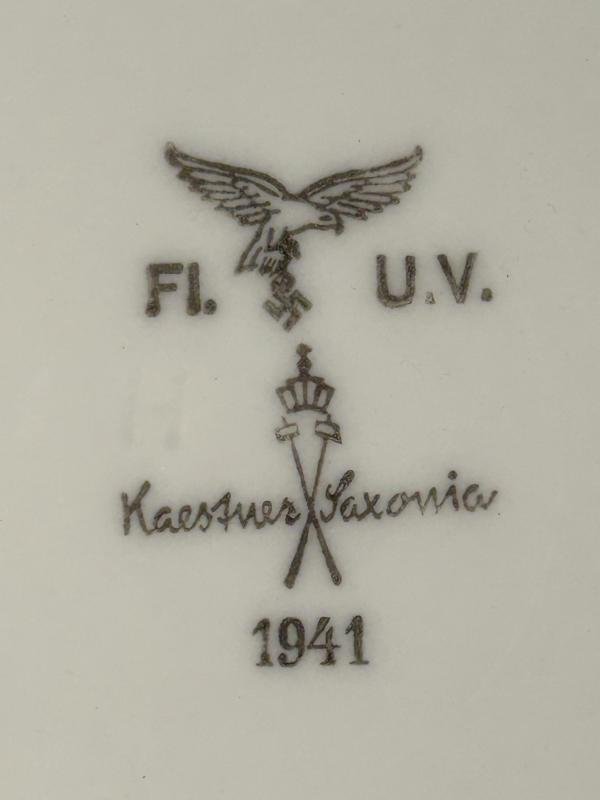 Fl. U.V.
Kaestner Saxonia
1941